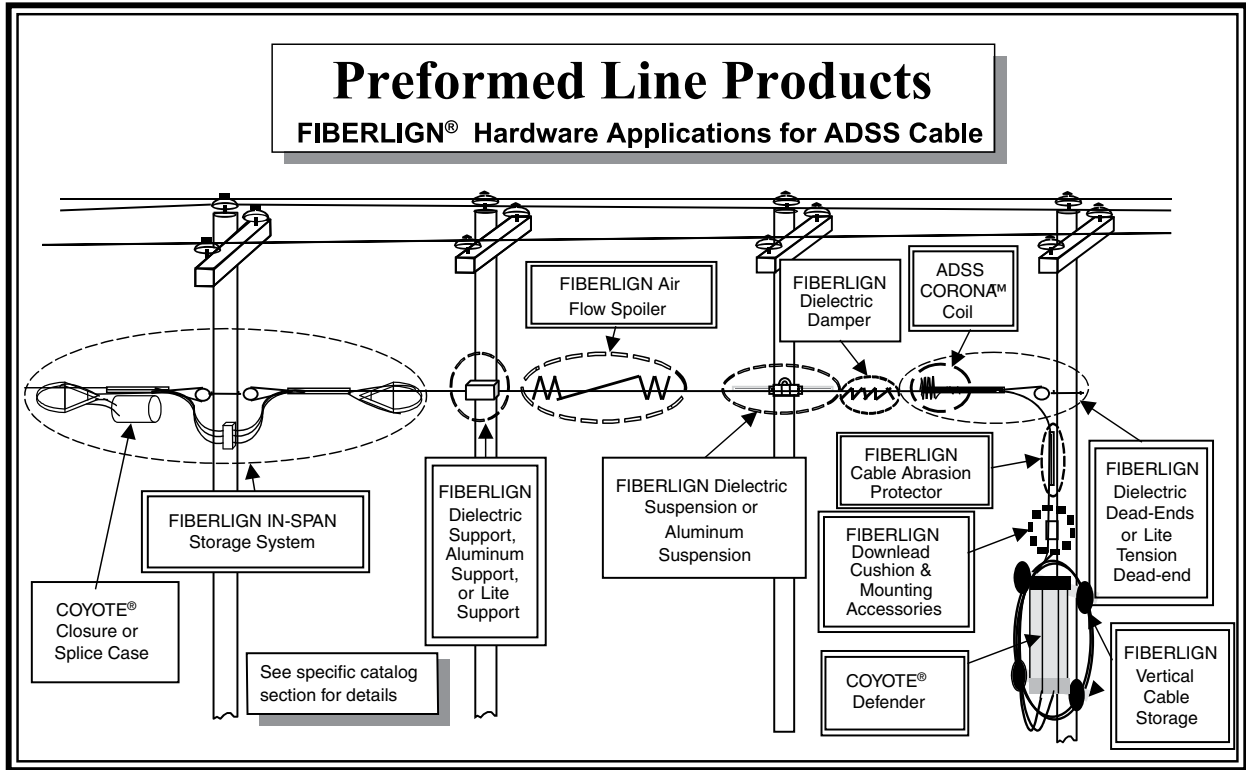 Preformed Line Products
FIBERLIGN® Hardware Applications for ADSS Cable
FIBERLIGN Air
Flow Spoiler
FIBERLIGN
Dielectric
Damper
ADSS
CORONA™
Coil
FIBERLIGN IN-SPAN
Storage System
COYOTE®
Closure or
Splice Case
See specific catalog
section for details
FIBERLIGN
Dielectric
Support,
Aluminum
Support,
or Lite
Support
FIBERLIGN Dielectric
Suspension or
Aluminum
Suspension
FIBERLIGN
Cable Abrasion
Protector
FIBERLIGN
Downlead
Cushion &
Mounting
Accessories
COYOTE®
Defender
FIBERLIGN
Dielectric
Dead-Ends
or Lite
Tension
Dead-end
FIBERLIGN
Vertical
Cable
Storage